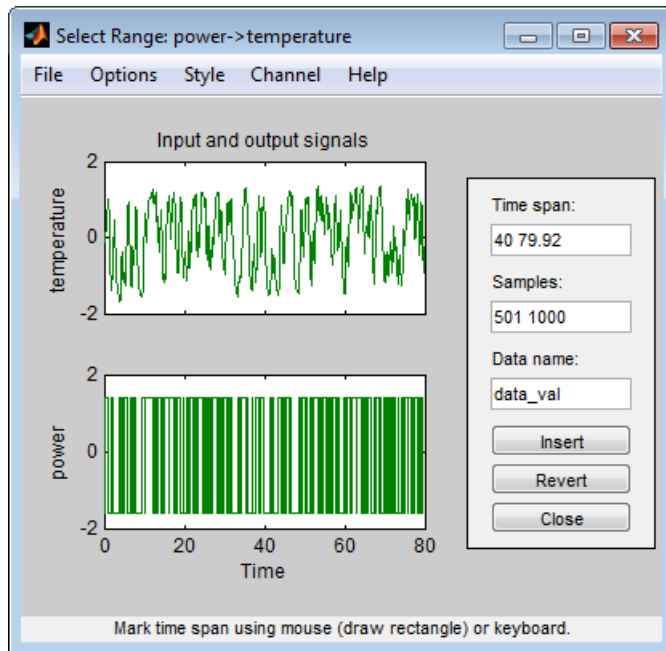 Select Range: power->temperature
File Options Style Channel Help
Input and output signals
2
0
-2
temperature
2
0
-2
power
0 20 40 60 80
Time
Time span:
40 79.92
Samples:
501 1000
Data name:
data_val
Insert
Revert
Close
Mark time span using mouse (draw rectangle) or keyboard.